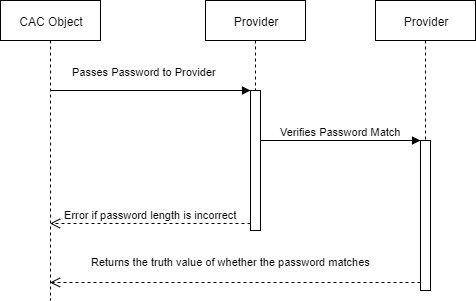 CAC Object
Provider
Provider
Passes Password to Provider
Verifies Password Match
Error if password length is incorrect
Returns the truth value of whether the password matches